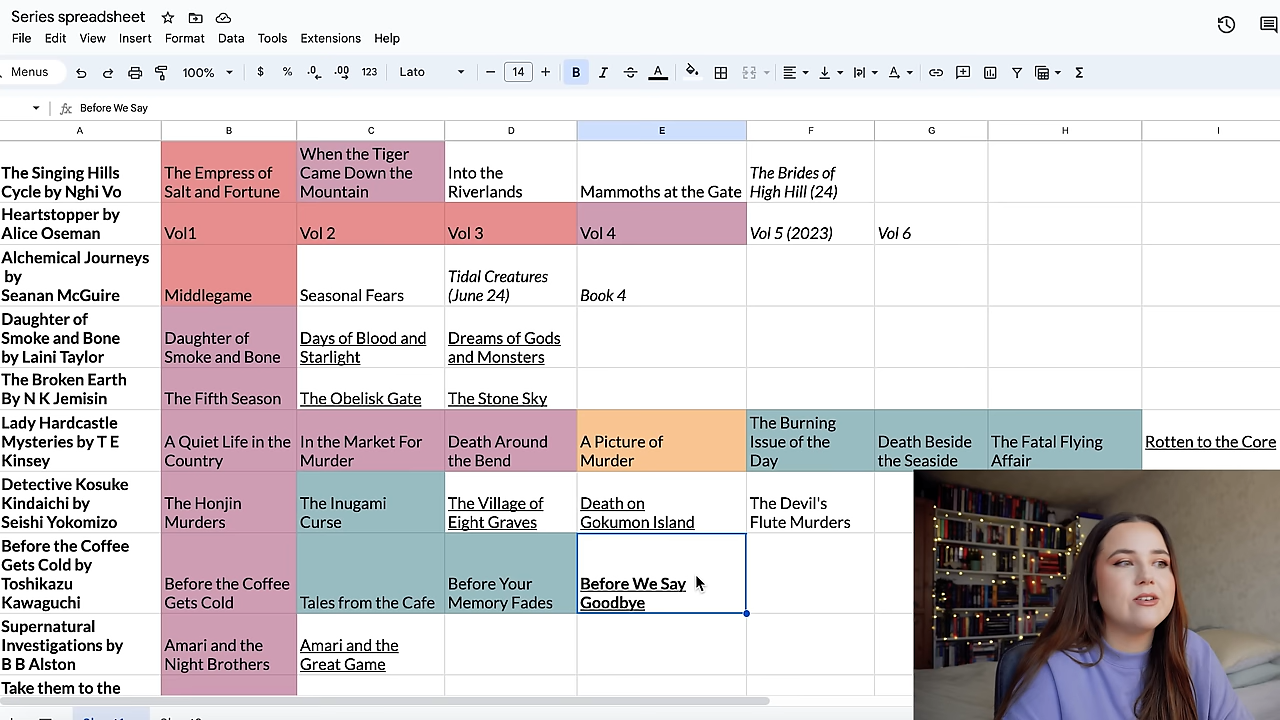 Series spreadsheet
File Edit View Insert Format Data Tools Extensions Help
Menus 100% $ % .0 .00 123 Lato 14 B I S A
fx Before We Say
A B C D E F G H I
The Singing Hills
Cycle by Nghi Vo
The Empress of
Salt and Fortune
When the Tiger
Came Down the
Mountain
Into the
Riverlands
Mammoths at the Gate
The Brides of
High Hill (24)
Heartstopper by
Alice Oseman
Vol1
Vol 2
Vol 3
Vol 4
Vol 5 (2023)
Vol 6
Alchemical Journeys
by
Seanan McGuire
Middlegame
Seasonal Fears
Tidal Creatures
(June 24)
Book 4
Daughter of
Smoke and Bone
by Laini Taylor
Daughter of
Smoke and Bone
Days of Blood and
Starlight
Dreams of Gods
and Monsters
The Broken Earth
By N K Jemisin
The Fifth Season
The Obelisk Gate
The Stone Sky
Lady Hardcastle
Mysteries by T E
Kinsey
A Quiet Life in the
Country
In the Market For
Murder
Death Around
the Bend
A Picture of
Murder
The Burning
Issue of the
Day
Death Beside
the Seaside
The Fatal Flying
Affair
Rotten to the Core
Detective Kosuke
Kindaichi by
Seishi Yokomizo
The Honjin
Murders
The Inugami
Curse
The Village of
Eight Graves
Death on
Gokumon Island
The Devil's
Flute Murders
Before the Coffee
Gets Cold by
Toshikazu
Kawaguchi
Before the Coffee
Gets Cold
Tales from the Cafe
Before Your
Memory Fades
Before We Say
Goodbye
Supernatural
Investigations by
B B Alston
Amari and the
Night Brothers
Amari and the
Great Game
Take them to the